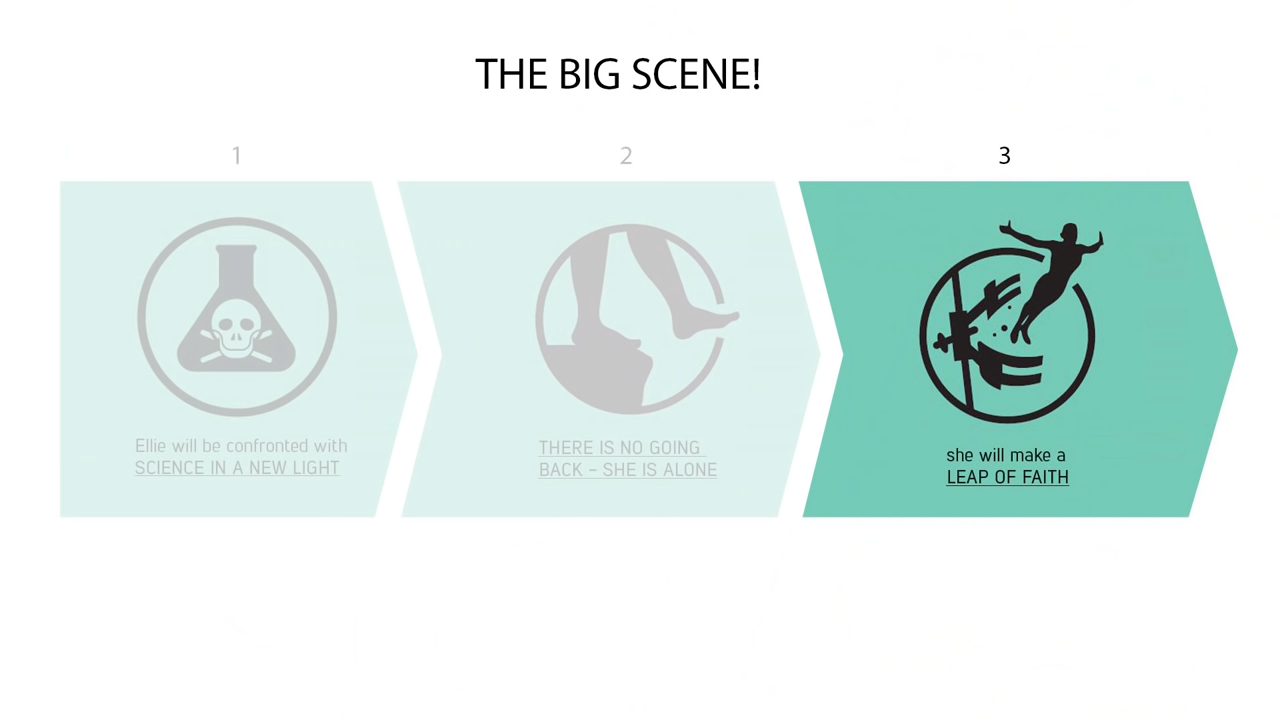 THE BIG SCENE!
1
2
3
Ellie will be confronted with
SCIENCE IN A NEW LIGHT
THERE IS NO GOING
BACK - SHE IS ALONE
she will make a
LEAP OF FAITH